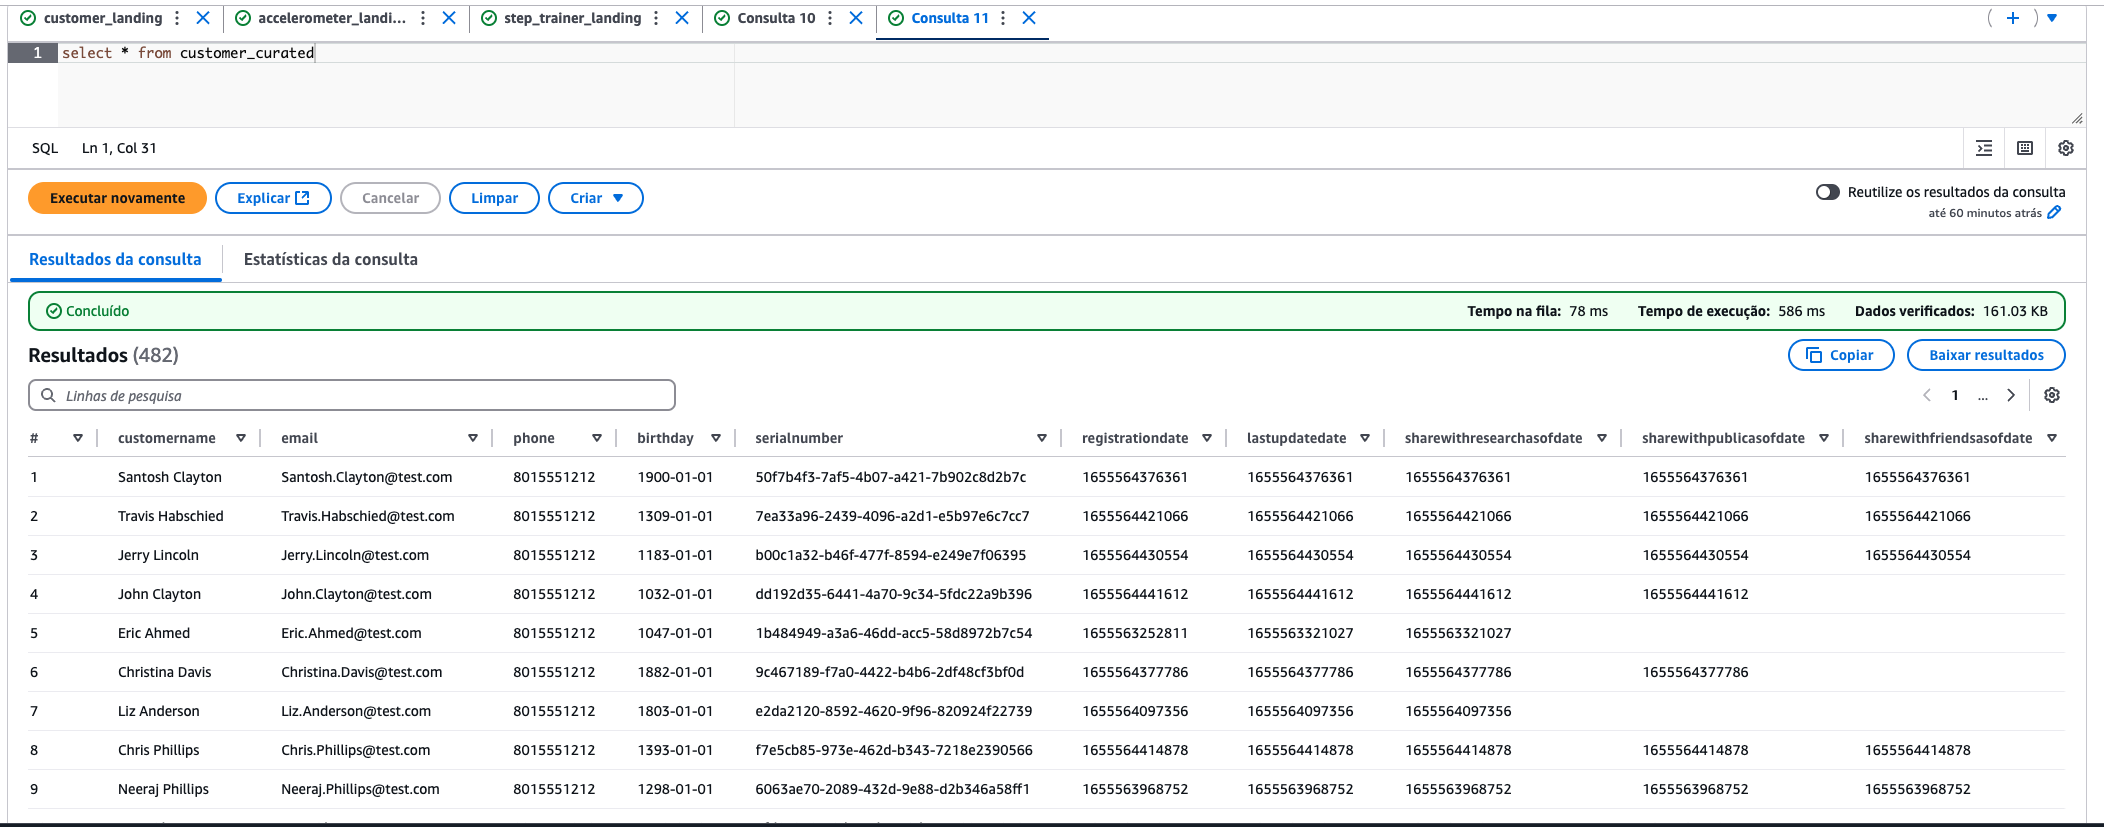 customer_landing accelerometer_landi... step_trainer_landing Consulta 10 Consulta 11
1 select * from customer_curated
SQL Ln 1, Col 31
Executar novamente Explicar Cancelar Limpar Criar
Reutilize os resultados da consulta
até 60 minutos atrás
Resultados da consulta Estatísticas da consulta
Concluído Tempo na fila: 78 ms Tempo de execução: 586 ms Dados verificados: 161.03 KB
Resultados (482) Copiar Baixar resultados
Linhas de pesquisa 1 ...
# customername email phone birthday serialnumber registrationdate lastupdatedate sharewithresearchasofdate sharewithpublicasofdate sharewithfriendsasofdate
1 Santosh Clayton Santosh.Clayton@test.com 8015551212 1900-01-01 50f7b4f3-7af5-4b07-a421-7b902c8d2b7c 1655564376361 1655564376361 1655564376361 1655564376361 1655564376361
2 Travis Habschied Travis.Habschied@test.com 8015551212 1309-01-01 7ea33a96-2439-4096-a2d1-e5b97e6c7cc7 1655564421066 1655564421066 1655564421066 1655564421066 1655564421066
3 Jerry Lincoln Jerry.Lincoln@test.com 8015551212 1183-01-01 b00c1a32-b46f-477f-8594-e249e7f06395 1655564430554 1655564430554 1655564430554 1655564430554 1655564430554
4 John Clayton John.Clayton@test.com 8015551212 1032-01-01 dd192d35-6441-4a70-9c34-5fdc22a9b396 1655564441612 1655564441612 1655564441612 1655564441612
5 Eric Ahmed Eric.Ahmed@test.com 8015551212 1047-01-01 1b484949-a3a6-46dd-acc5-58d8972b7c54 1655563252811 1655563321027 1655563321027
6 Christina Davis Christina.Davis@test.com 8015551212 1882-01-01 9c467189-f7a0-4422-b4b6-2df48cf3bf0d 1655564377786 1655564377786 1655564377786 1655564377786
7 Liz Anderson Liz.Anderson@test.com 8015551212 1803-01-01 e2da2120-8592-4620-9f96-820924f22739 1655564097356 1655564097356 1655564097356
8 Chris Phillips Chris.Phillips@test.com 8015551212 1393-01-01 f7e5cb85-973e-462d-b343-7218e2390566 1655564414878 1655564414878 1655564414878 1655564414878 1655564414878
9 Neeraj Phillips Neeraj.Phillips@test.com 8015551212 1298-01-01 6063ae70-2089-432d-9e88-d2b346a58ff1 1655563968752 1655563968752 1655563968752 1655563968752 1655563968752